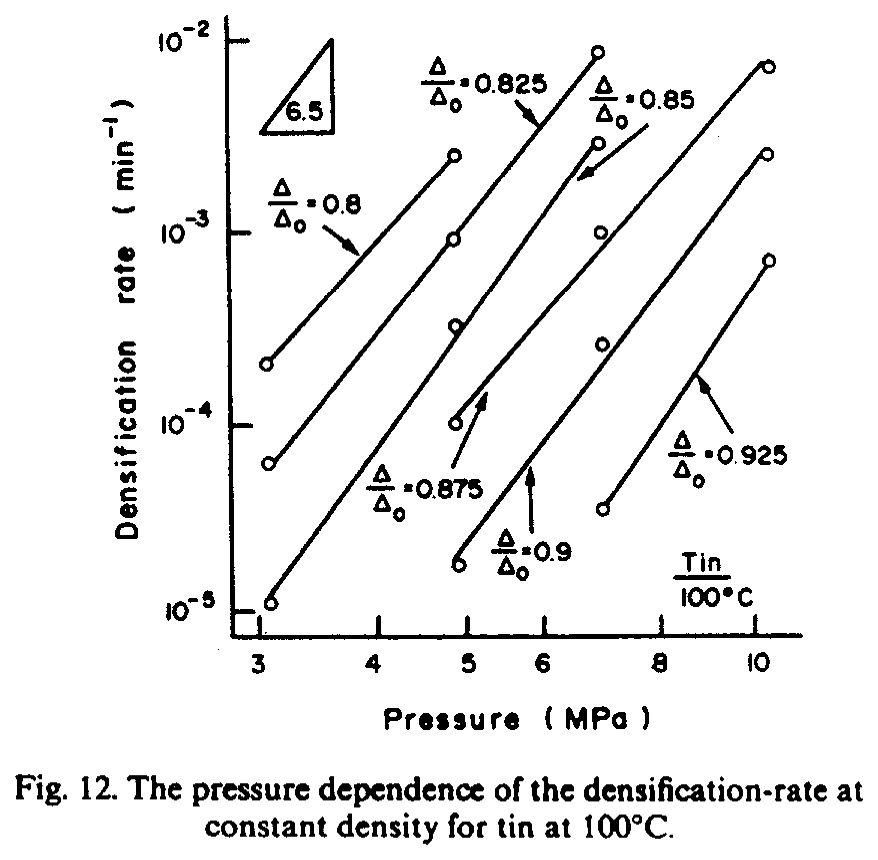 10⁻²
6.5
Δ/Δ₀ = 0.825
Δ/Δ₀ = 0.85
Densification rate (min⁻¹)
Δ/Δ₀ = 0.8
10⁻³
10⁻⁴
Δ/Δ₀ = 0.875
Δ/Δ₀ = 0.925
Δ/Δ₀ = 0.9
Tin
100°C
10⁻⁵
3 4 5 6 8 10
Pressure (MPa)
Fig. 12. The pressure dependence of the densification-rate at
constant density for tin at 100°C.